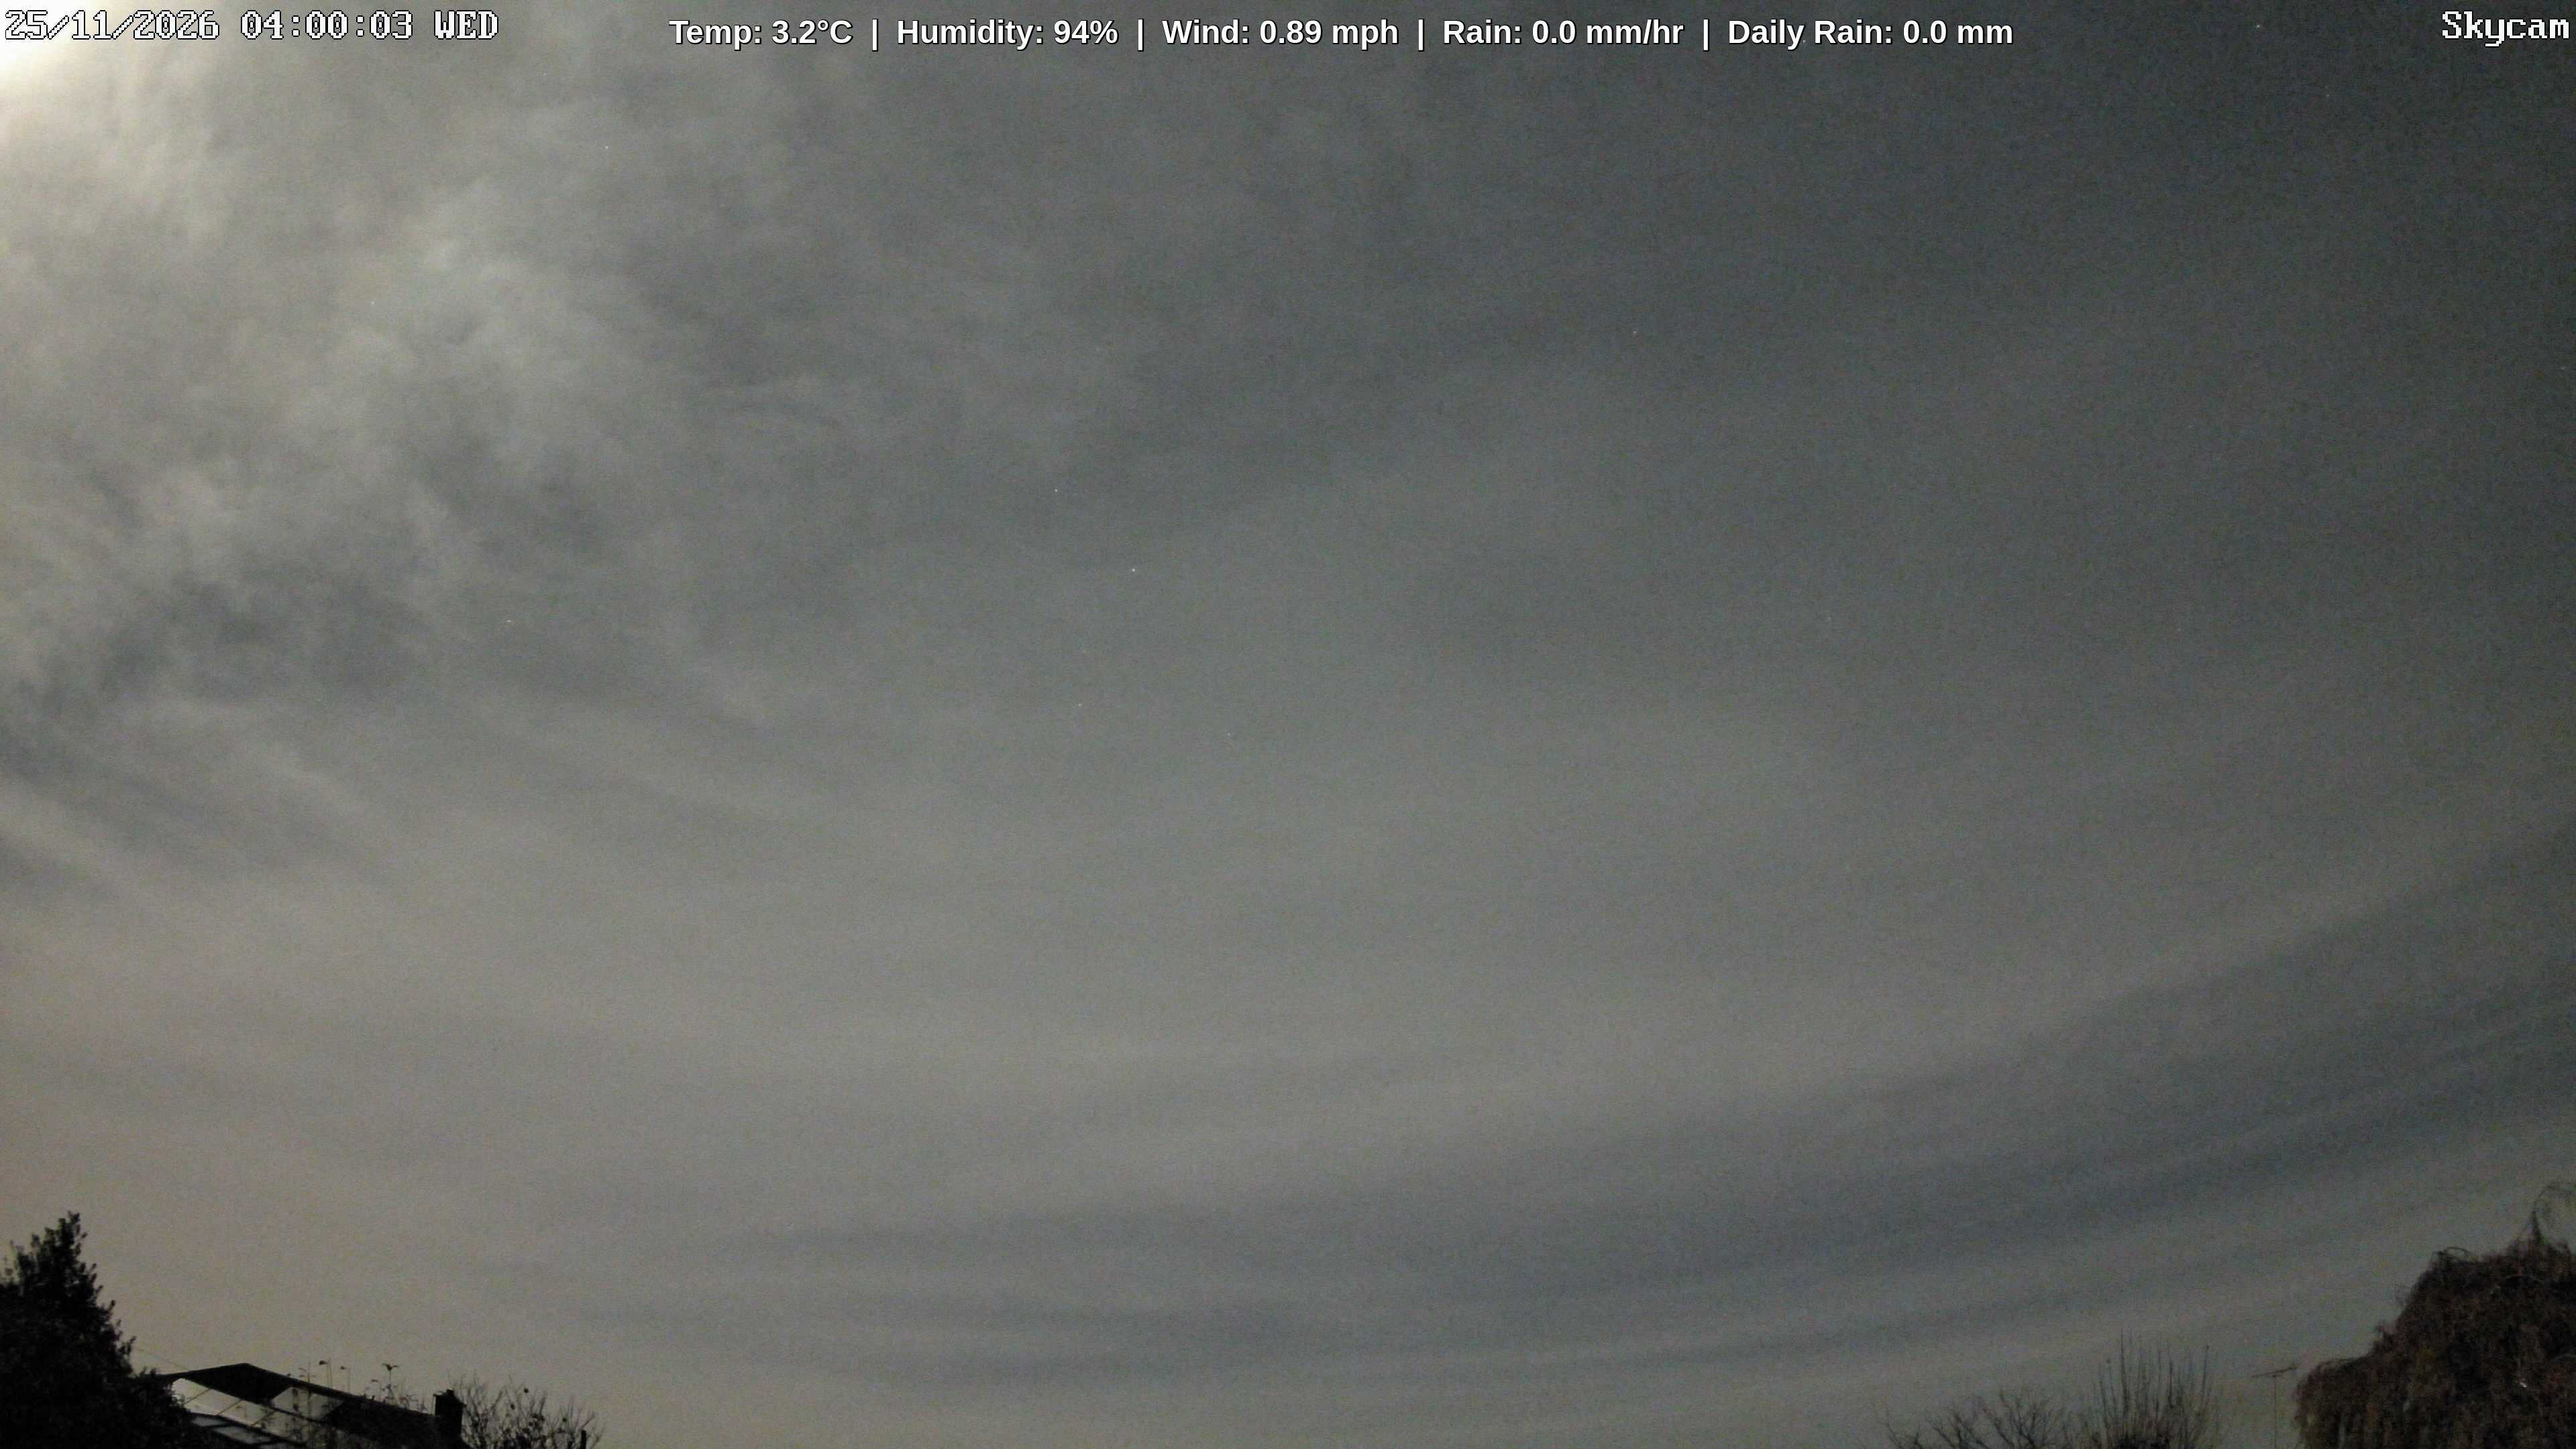 25/11/2026 04:00:03 WED
Temp: 3.2°C | Humidity: 94% | Wind: 0.89 mph | Rain: 0.0 mm/hr | Daily Rain: 0.0 mm
Skycam